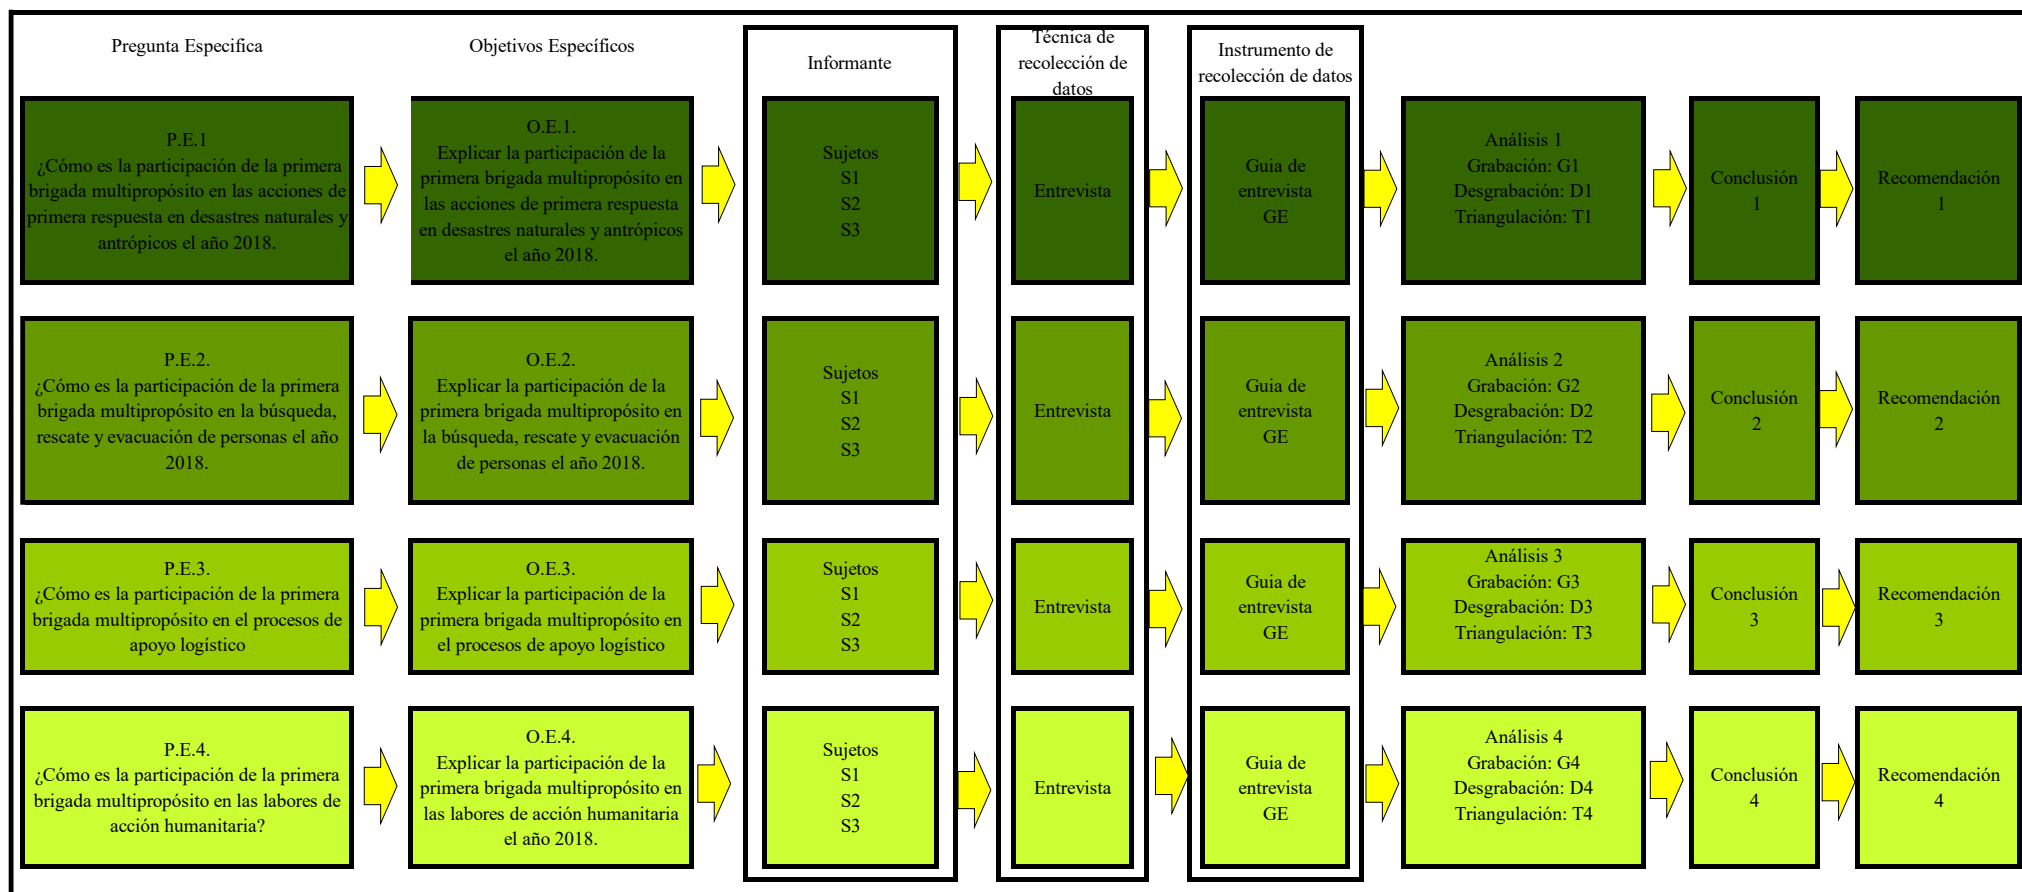 Pregunta Especifica
Objetivos Específicos
Informante
Técnica de
recolección de
datos
Instrumento de
recolección de datos
P.E.1
¿Cómo es la participación de la primera
brigada multipropósito en las acciones de
primera respuesta en desastres naturales y
antrópicos el año 2018.
O.E.1.
Explicar la participación de la
primera brigada multipropósito en
las acciones de primera respuesta
en desastres naturales y antrópicos
el año 2018.
Sujetos
S1
S2
S3
Entrevista
Guia de
entrevista
GE
Análisis 1
Grabación: G1
Desgrabación: D1
Triangulación: T1
Conclusión
1
Recomendación
1
P.E.2.
¿Cómo es la participación de la primera
brigada multipropósito en la búsqueda,
rescate y evacuación de personas el año
2018.
O.E.2.
Explicar la participación de la
primera brigada multipropósito en
la búsqueda, rescate y evacuación
de personas el año 2018.
Sujetos
S1
S2
S3
Entrevista
Guia de
entrevista
GE
Análisis 2
Grabación: G2
Desgrabación: D2
Triangulación: T2
Conclusión
2
Recomendación
2
P.E.3.
¿Cómo es la participación de la primera
brigada multipropósito en el procesos de
apoyo logístico
O.E.3.
Explicar la participación de la
primera brigada multipropósito en
el procesos de apoyo logístico
Sujetos
S1
S2
S3
Entrevista
Guia de
entrevista
GE
Análisis 3
Grabación: G3
Desgrabación: D3
Triangulación: T3
Conclusión
3
Recomendación
3
P.E.4.
¿Cómo es la participación de la primera
brigada multipropósito en las labores de
acción humanitaria?
O.E.4.
Explicar la participación de la
primera brigada multipropósito en
las labores de acción humanitaria
el año 2018.
Sujetos
S1
S2
S3
Entrevista
Guia de
entrevista
GE
Análisis 4
Grabación: G4
Desgrabación: D4
Triangulación: T4
Conclusión
4
Recomendación
4